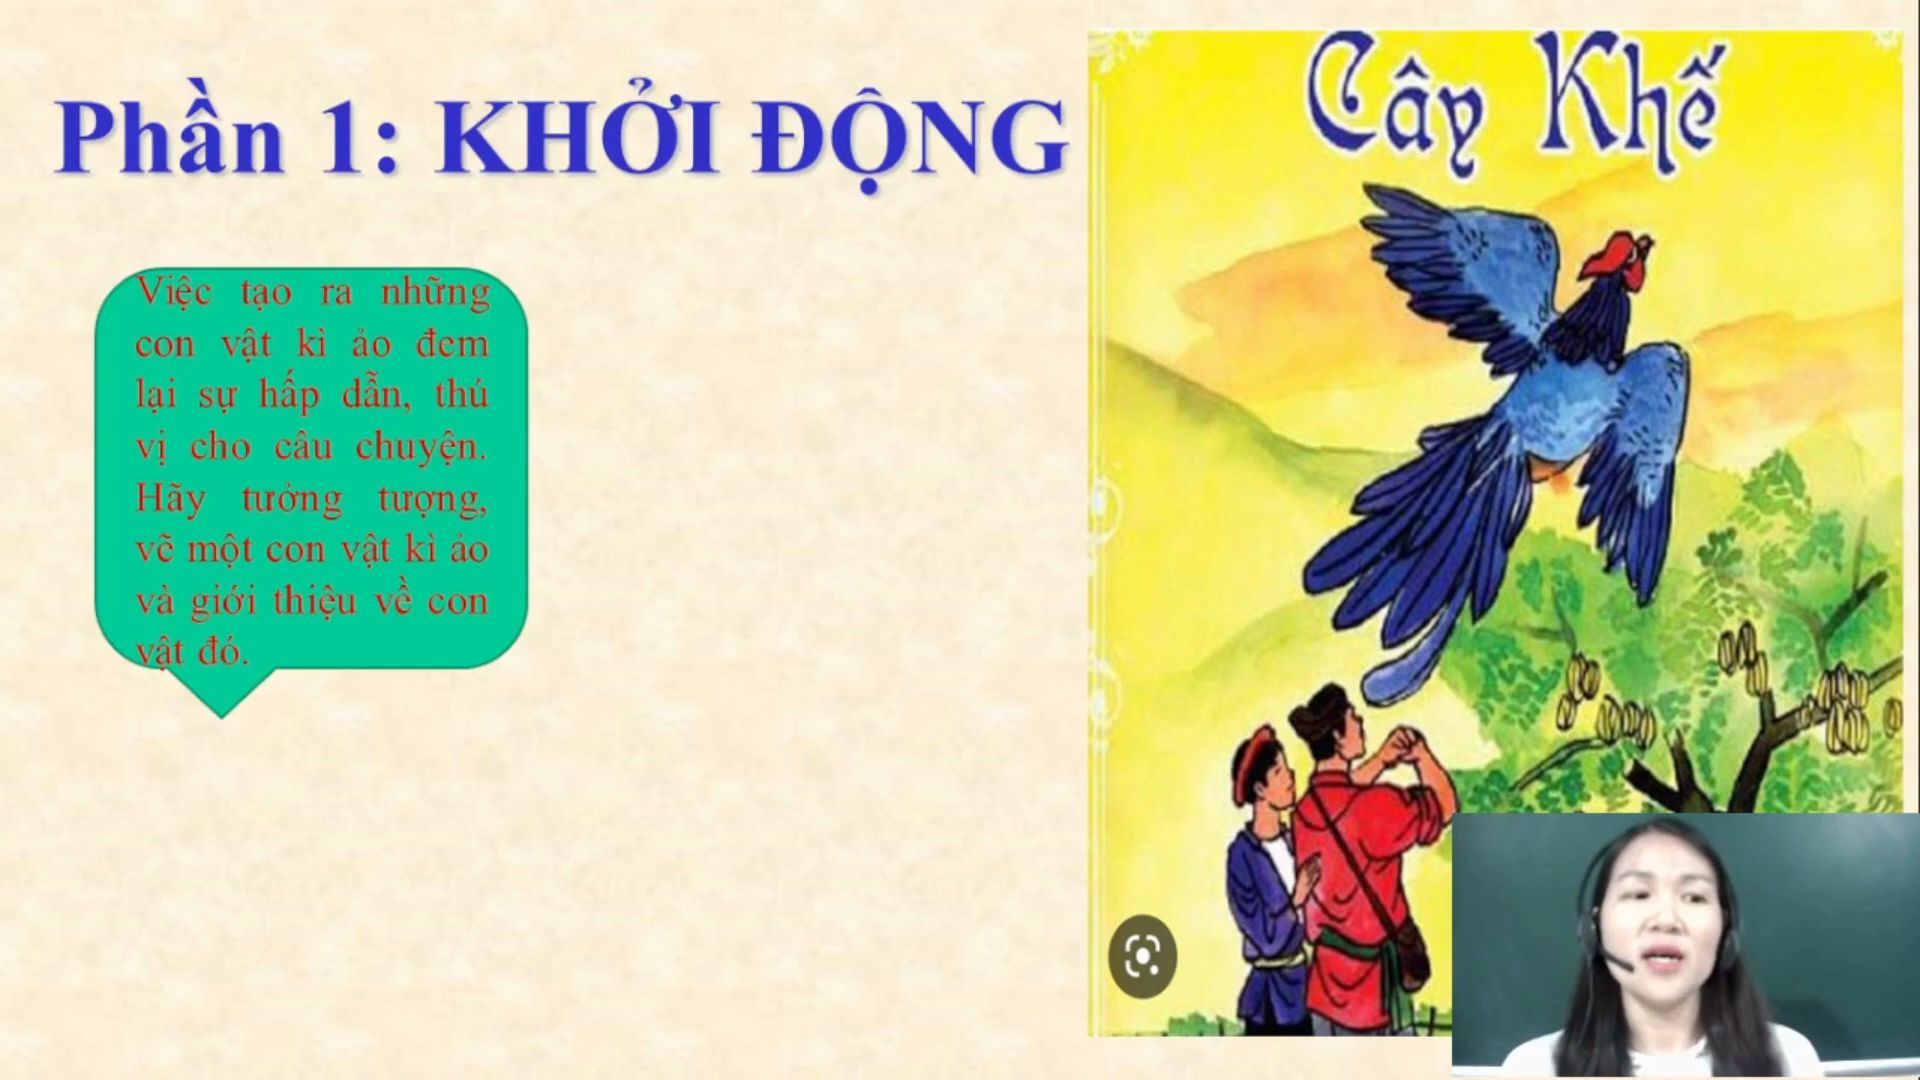 Phần 1: KHỞI ĐỘNG
Việc tạo ra những
con vật kì ảo đem
lại sự hấp dẫn, thú
vị cho câu chuyện.
Hãy tưởng tượng,
vẽ một con vật kì ảo
và giới thiệu về con
vật đó.
Cây Khế